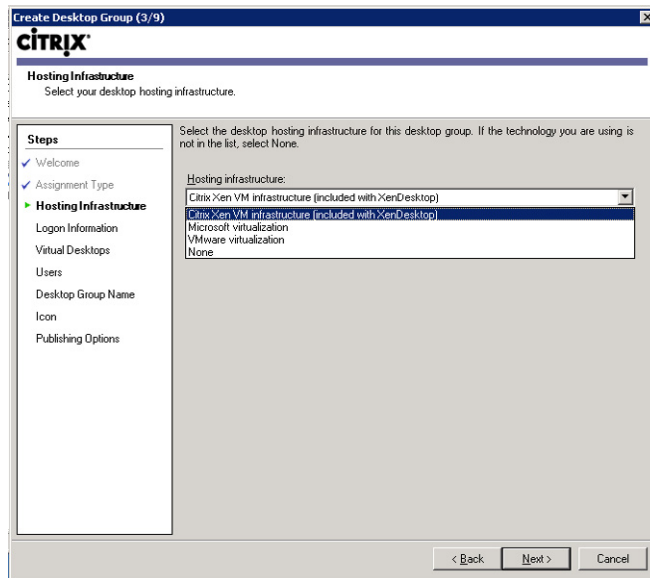 Create Desktop Group (3/9)
CITRIX
Hosting Infrastructure
Select your desktop hosting infrastructure.
Steps
Welcome
Assignment Type
Hosting Infrastructure
Logon Information
Virtual Desktops
Users
Desktop Group Name
Icon
Publishing Options
Select the desktop hosting infrastructure for this desktop group. If the technology you are using is
not in the list, select None.
Hosting infrastructure:
Citrix Xen VM infrastructure (included with XenDesktop)
Citrix Xen VM infrastructure (included with XenDesktop)
Microsoft virtualization
VMware virtualization
None
< Back
Next >
Cancel